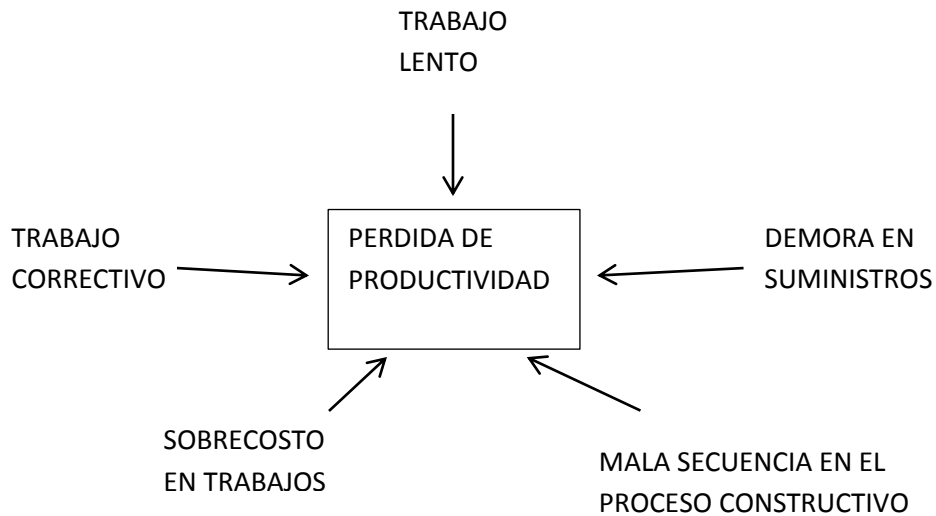 TRABAJO
LENTO
TRABAJO
CORRECTIVO
PERDIDA DE
PRODUCTIVIDAD
DEMORA EN
SUMINISTROS
SOBRECOSTO
EN TRABAJOS
MALA SECUENCIA EN EL
PROCESO CONSTRUCTIVO